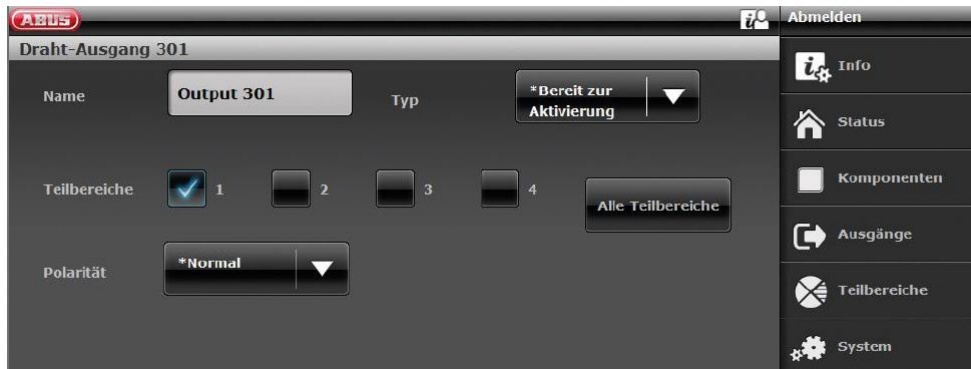 ABUS
Abmelden
Draht-Ausgang 301
Name
Output 301
Typ
*Bereit zur
Aktivierung
Teilbereiche
1
2
3
4
Alle Teilbereiche
Polarität
*Normal
Info
Status
Komponenten
Ausgänge
Teilbereiche
System